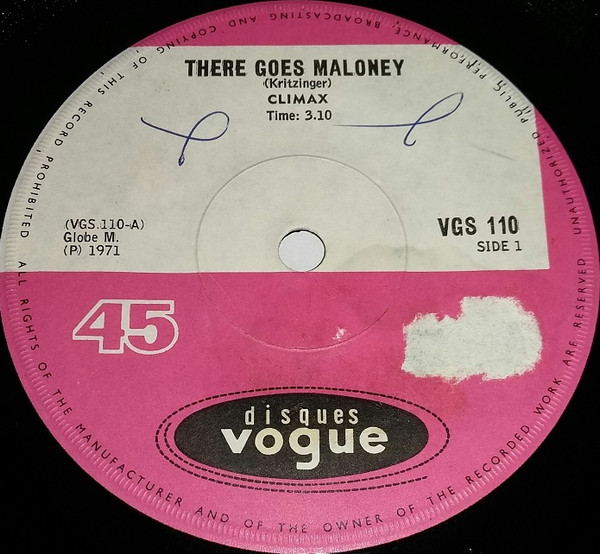 THERE GOES MALONEY
(Kritzinger)
CLIMAX
Time: 3.10
(VGS.110-A)
Globe M.
(P) 1971
VGS 110
SIDE 1
45
disques
vogue
ALL RIGHTS OF THE MANUFACTURER AND OF THE OWNER OF THE RECORDED WORK ARE RESERVED UNAUTHORIZED PUBLIC PERFORMANCE, BROADCASTING AND COPYING OF THIS RECORD PROHIBITED